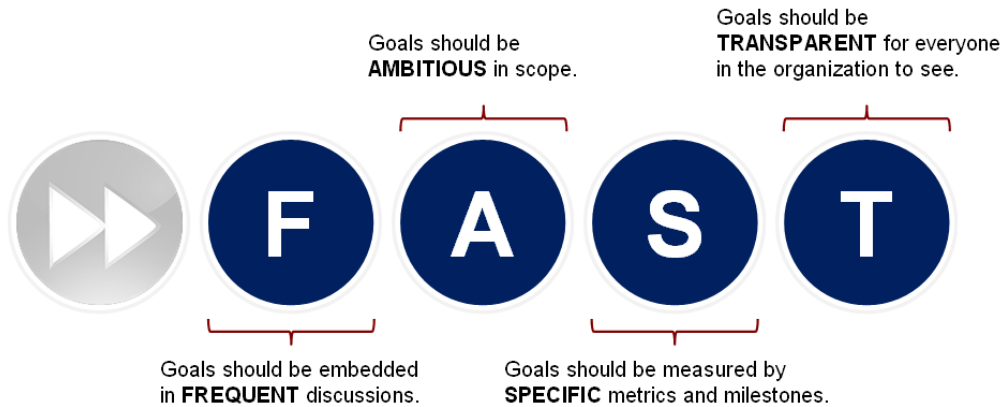 Goals should be
AMBITIOUS in scope.
Goals should be
TRANSPARENT for everyone
in the organization to see.
F
A
S
T
Goals should be embedded
in FREQUENT discussions.
Goals should be measured by
SPECIFIC metrics and milestones.